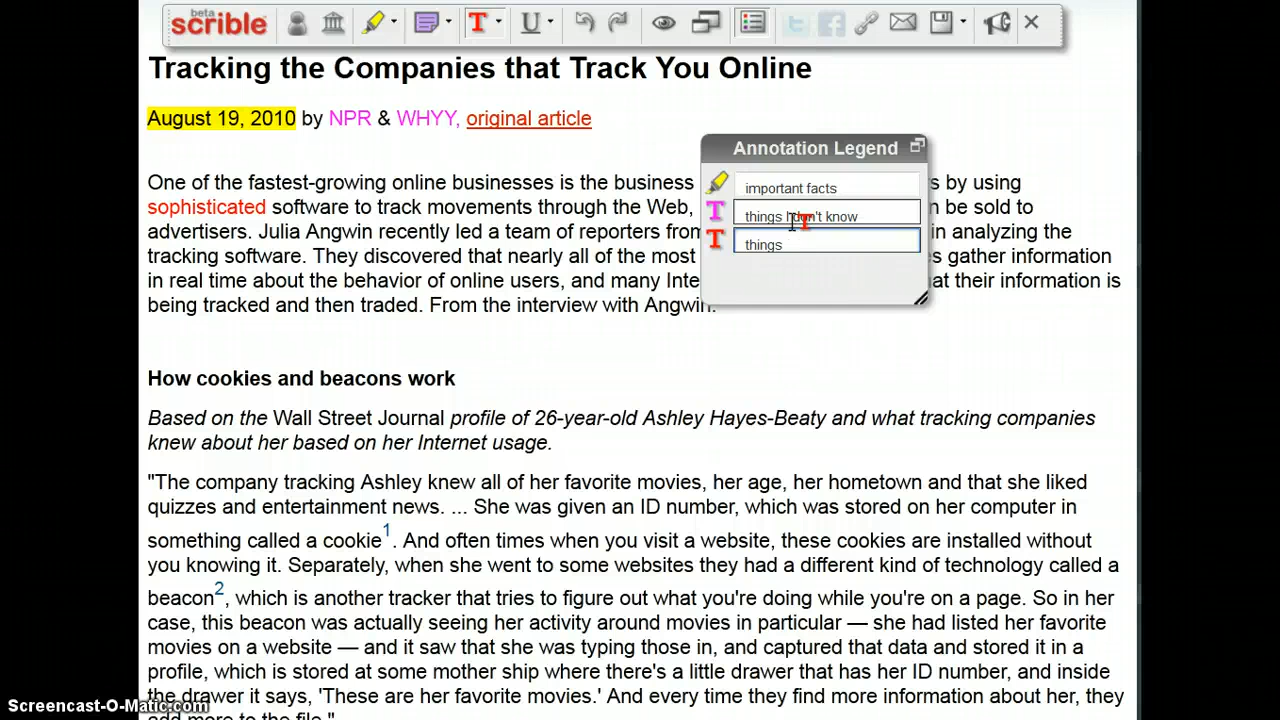 beta
scrible
T
U
Tracking the Companies that Track You Online
August 19, 2010 by NPR & WHYY, original article
Annotation Legend
important facts
T things I don't know
T things
One of the fastest-growing online businesses is the business s by using
sophisticated software to track movements through the Web, n be sold to
advertisers. Julia Angwin recently led a team of reporters from in analyzing the
tracking software. They discovered that nearly all of the most s gather information
in real time about the behavior of online users, and many Inte at their information is
being tracked and then traded. From the interview with Angwin.
How cookies and beacons work
Based on the Wall Street Journal profile of 26-year-old Ashley Hayes-Beaty and what tracking companies
knew about her based on her Internet usage.
"The company tracking Ashley knew all of her favorite movies, her age, her hometown and that she liked
quizzes and entertainment news. ... She was given an ID number, which was stored on her computer in
something called a cookie1. And often times when you visit a website, these cookies are installed without
you knowing it. Separately, when she went to some websites they had a different kind of technology called a
beacon2, which is another tracker that tries to figure out what you're doing while you're on a page. So in her
case, this beacon was actually seeing her activity around movies in particular — she had listed her favorite
movies on a website — and it saw that she was typing those in, and captured that data and stored it in a
profile, which is stored at some mother ship where there's a little drawer that has her ID number, and inside
the drawer it says, 'These are her favorite movies.' And every time they find more information about her, they
add more to the file."
Screencast-O-Matic.com